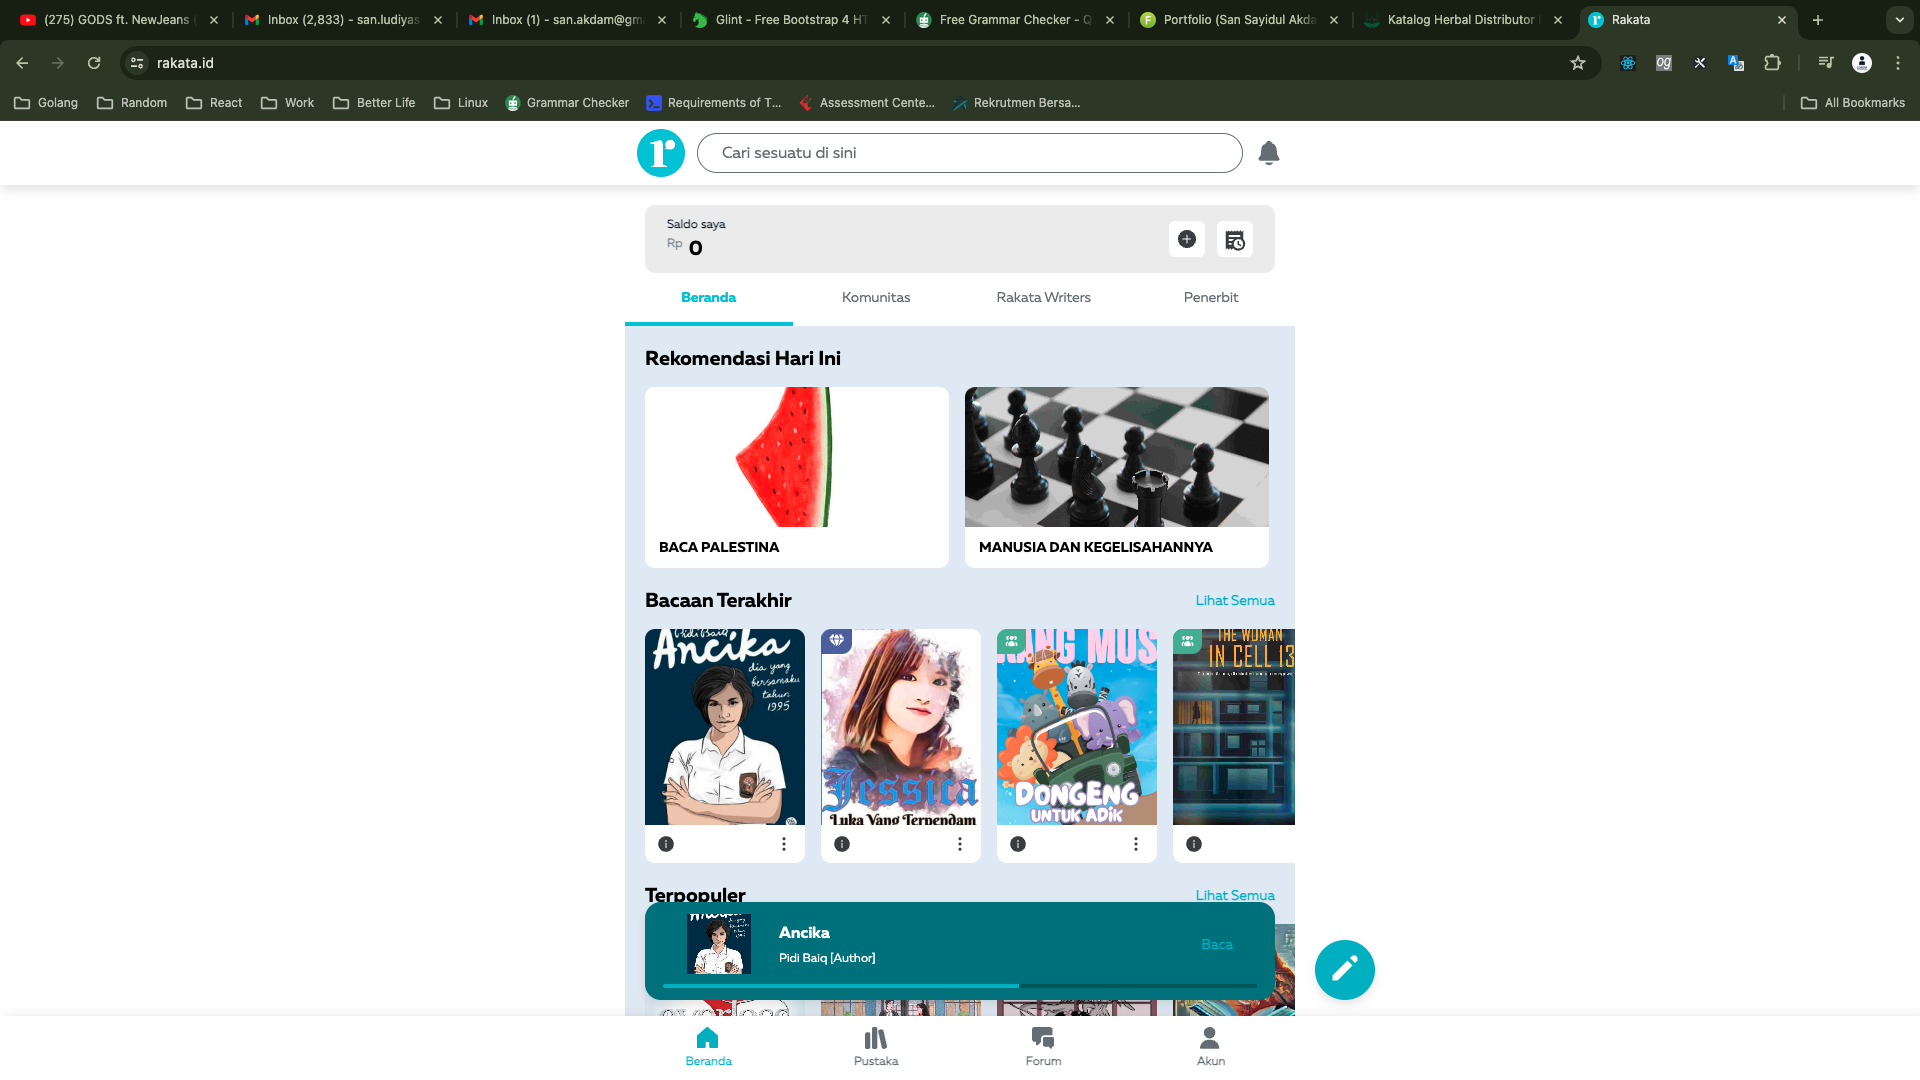 (275) GODS ft. NewJeans
Inbox (2,833) - san.ludiyas
Inbox (1) - san.akdam@gm
Glint - Free Bootstrap 4 HT
Free Grammar Checker - Q
Portfolio (San Sayidul Akda
Katalog Herbal Distributor
Rakata
rakata.id
Golang
Random
React
Work
Better Life
Linux
Grammar Checker
Requirements of T...
Assessment Cente...
Rekrutmen Bersa...
All Bookmarks
r
Cari sesuatu di sini
Saldo saya
Rp 0
Beranda
Komunitas
Rakata Writers
Penerbit
Rekomendasi Hari Ini
BACA PALESTINA
MANUSIA DAN KEGELISAHANNYA
Bacaan Terakhir
Lihat Semua
Pidi Baiq
Ancika
dia yang
bersamaku
tahun
1995
Jessica
Luka Yang Terpendam
DONGENG
UNTUK ADIK
THE WOMAN
IN CELL 13
Terpopuler
Lihat Semua
Ancika
Pidi Baiq [Author]
Baca
Beranda
Pustaka
Forum
Akun